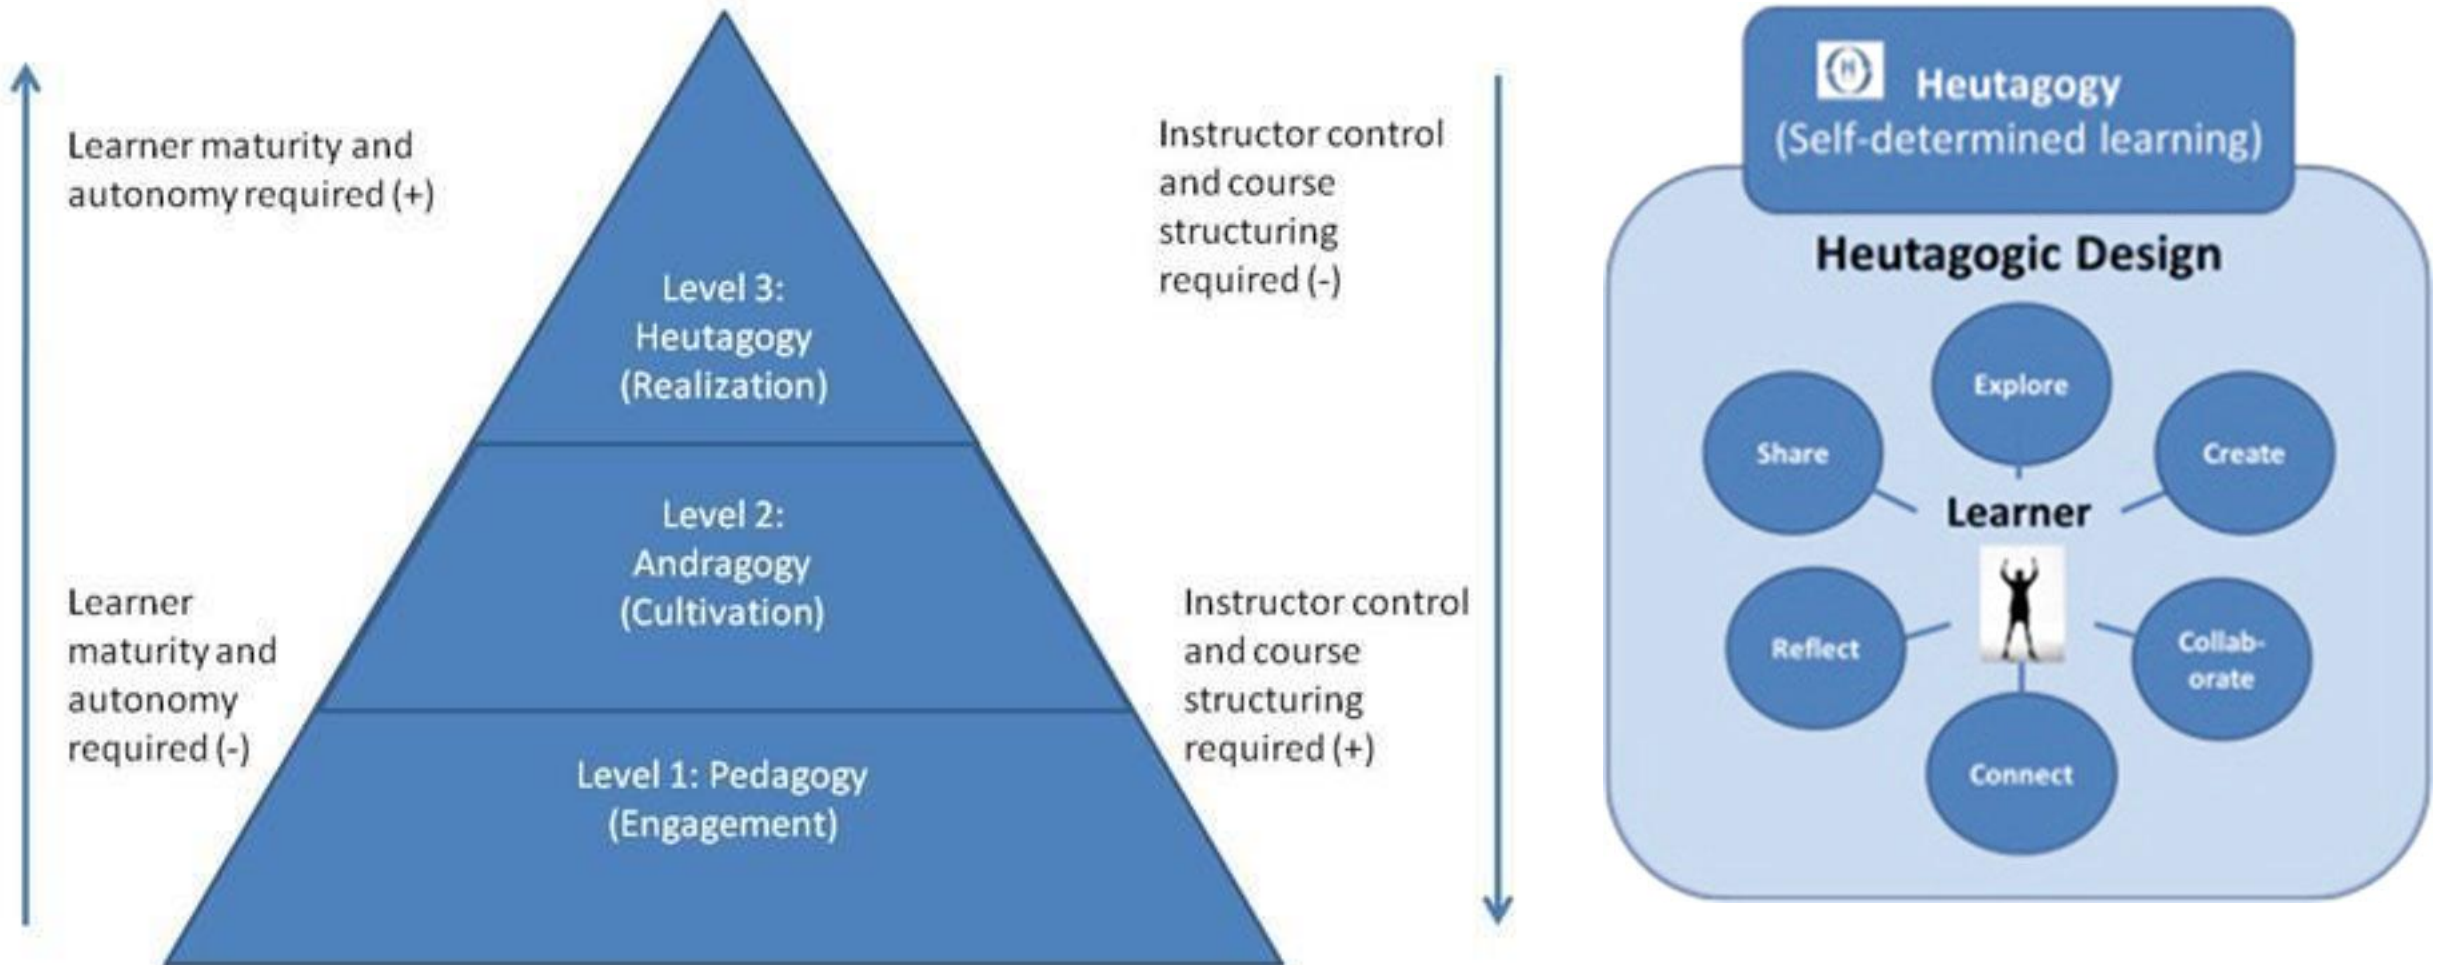 Learner maturity and
autonomy required (+)
Learner
maturity and
autonomy
required (-)
Level 3:
Heutagogy
(Realization)
Level 2:
Andragogy
(Cultivation)
Level 1: Pedagogy
(Engagement)
Instructor control
and course
structuring
required (-)
Instructor control
and course
structuring
required (+)
H
Heutagogy
(Self-determined learning)
Heutagogic Design
Explore
Share
Create
Learner
Reflect
Collab-
orate
Connect